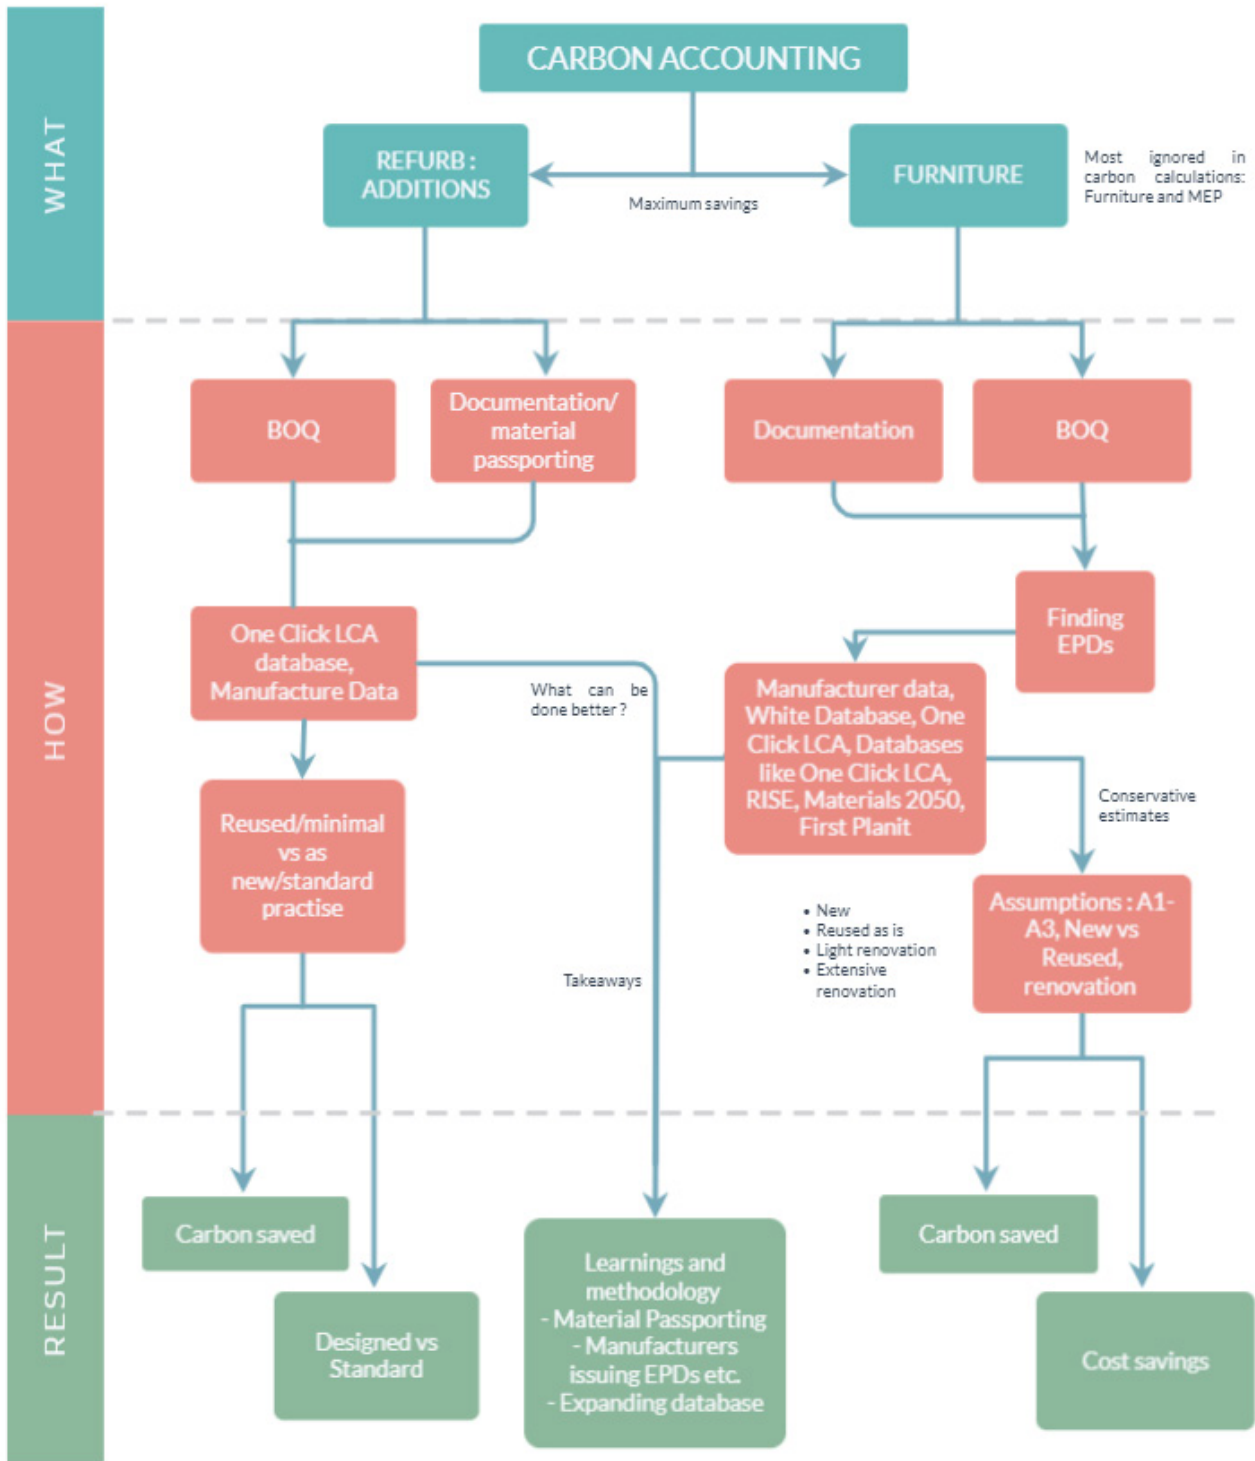 WHAT
CARBON ACCOUNTING
REFURB :
ADDITIONS
Maximum savings
FURNITURE
Most ignored in
carbon calculations:
Furniture and MEP
HOW
BOQ
Documentation/
material
passporting
Documentation
BOQ
Finding
EPDs
One Click LCA
database,
Manufacture Data
What can be
done better ?
Manufacturer data,
White Database, One
Click LCA, Databases
like One Click LCA,
RISE, Materials 2050,
First Planit
Conservative
estimates
Reused/minimal
vs as
new/standard
practise
• New
• Reused as is
• Light renovation
• Extensive
renovation
Assumptions : A1-
A3, New vs
Reused,
renovation
Takeaways
RESULT
Carbon saved
Designed vs
Standard
Learnings and
methodology
- Material Passporting
- Manufacturers
issuing EPDs etc.
- Expanding database
Carbon saved
Cost savings